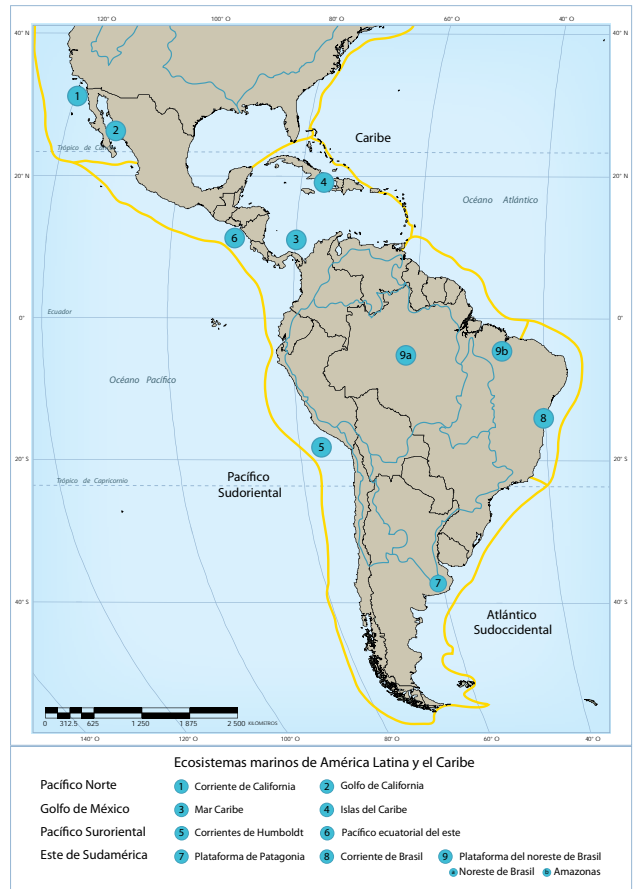 120° O
100° O
80° O
60° O
40° O
40° N
40° N
1
2
Trópico de Ca
Caribe
4
20° N
20° N
Océano Atlántico
6
3
Ecuador
0°
0°
9a
9b
Océano Pacífico
8
5
20° S
20° S
Pacífico
Sudoriental
Trópico de Capricornio
7
40° S
40° S
Atlántico
Sudoccidental
0 312.5 625 1 250 1 875 2 500 KILÓMETROS
140° O
120° O
100° O
80° O
60° O
40° O
Ecosistemas marinos de América Latina y el Caribe
Pacífico Norte 1 Corriente de California 2 Golfo de California
Golfo de México 3 Mar Caribe 4 Islas del Caribe
Pacífico Suroriental 5 Corrientes de Humboldt 6 Pacífico ecuatorial del este
Este de Sudamérica 7 Plataforma de Patagonia 8 Corriente de Brasil 9 Plataforma del noreste de Brasil
a Noreste de Brasil b Amazonas